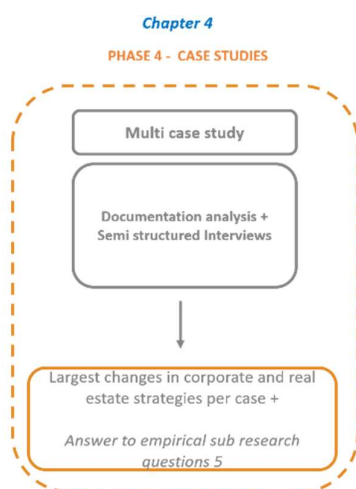 Chapter 4
PHASE 4 - CASE STUDIES
Multi case study
Documentation analysis +
Semi structured Interviews
Largest changes in corporate and real
estate strategies per case +
Answer to empirical sub research
questions 5